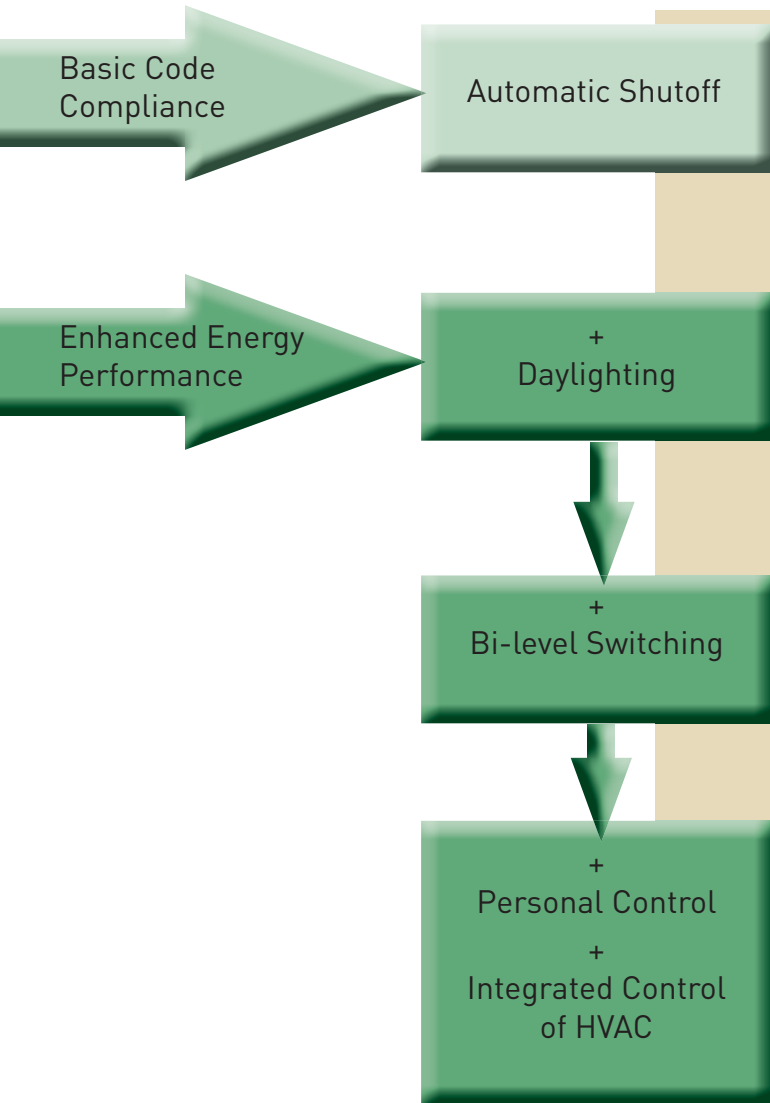 Basic Code
Compliance
Automatic Shutoff
Enhanced Energy
Performance
+
Daylighting
+
Bi-level Switching
+
Personal Control
+
Integrated Control
of HVAC